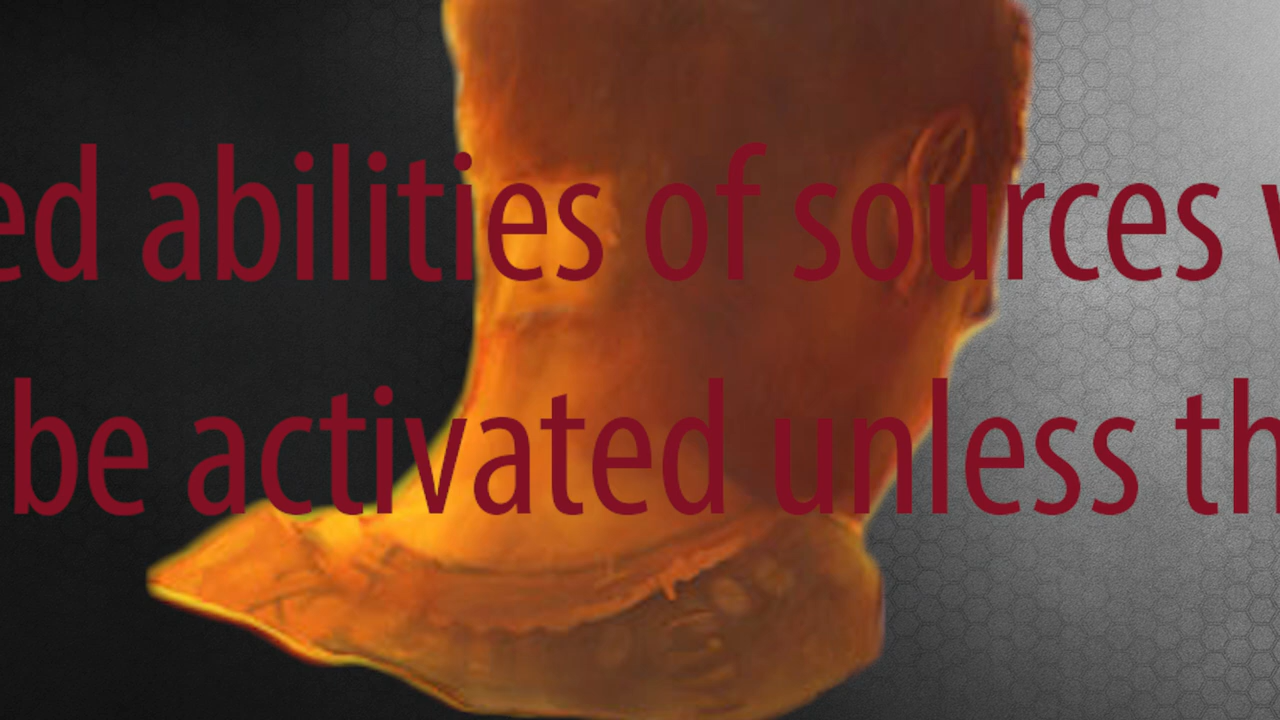 ed abilities of sources
be activated unless th